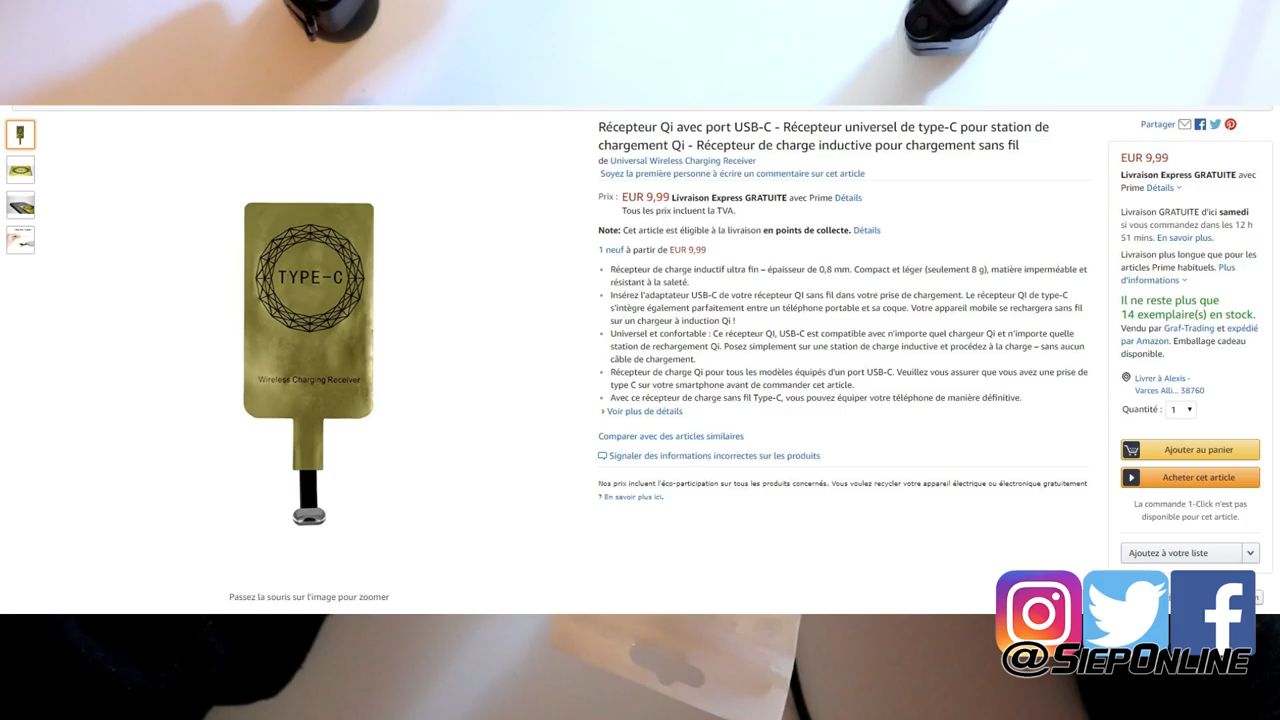 Récepteur Qi avec port USB-C - Récepteur universel de type-C pour station de
chargement Qi - Récepteur de charge inductive pour chargement sans fil
de Universal Wireless Charging Receiver
Soyez la première personne à écrire un commentaire sur cet article
Prix : EUR 9,99 Livraison Express GRATUITE avec Prime Détails
Tous les prix incluent la TVA.
Note: Cet article est éligible à la livraison en points de collecte. Détails
1 neuf à partir de EUR 9,99
Récepteur de charge inductif ultra fin – épaisseur de 0,8 mm. Compact et léger (seulement 8 g), matière imperméable et
résistant à la saleté.
Insérez l'adaptateur USB-C de votre récepteur QI sans fil dans votre prise de chargement. Le récepteur QI de type-C
s'intègre également parfaitement entre un téléphone portable et sa coque. Votre appareil mobile se rechargera sans fil
sur un chargeur à induction Qi !
Universel et confortable : Ce récepteur QI, USB-C est compatible avec n'importe quel chargeur Qi et n'importe quelle
station de rechargement Qi. Posez simplement sur une station de charge inductive et procédez à la charge – sans aucun
câble de chargement.
Récepteur de charge Qi pour tous les modèles équipés d'un port USB-C. Veuillez vous assurer que vous avez une prise de
type C sur votre smartphone avant de commander cet article.
Avec ce récepteur de charge sans fil Type-C, vous pouvez équiper votre téléphone de manière définitive.
Voir plus de détails
Comparer avec des articles similaires
Signaler des informations incorrectes sur les produits
Nos prix incluent l'éco-participation sur tous les produits concernés. Vous voulez recycler votre appareil électrique ou électronique gratuitement
? En savoir plus ici.
TYPE-C
Wireless Charging Receiver
Passez la souris sur l'image pour zoomer
Partager
EUR 9,99
Livraison Express GRATUITE avec
Prime Détails
Livraison GRATUITE d'ici samedi
si vous commandez dans les 12 h
51 mins. En savoir plus.
Livraison plus longue que pour les
articles Prime habituels. Plus
d'informations
Il ne reste plus que
14 exemplaire(s) en stock.
Vendu par Graf-Trading et expédié
par Amazon. Emballage cadeau
disponible.
Livrer à Alexis -
Varces Alli... 38760
Quantité : 1
Ajouter au panier
Acheter cet article
La commande 1-Click n'est pas
disponible pour cet article.
Ajoutez à votre liste
@SiepOnline